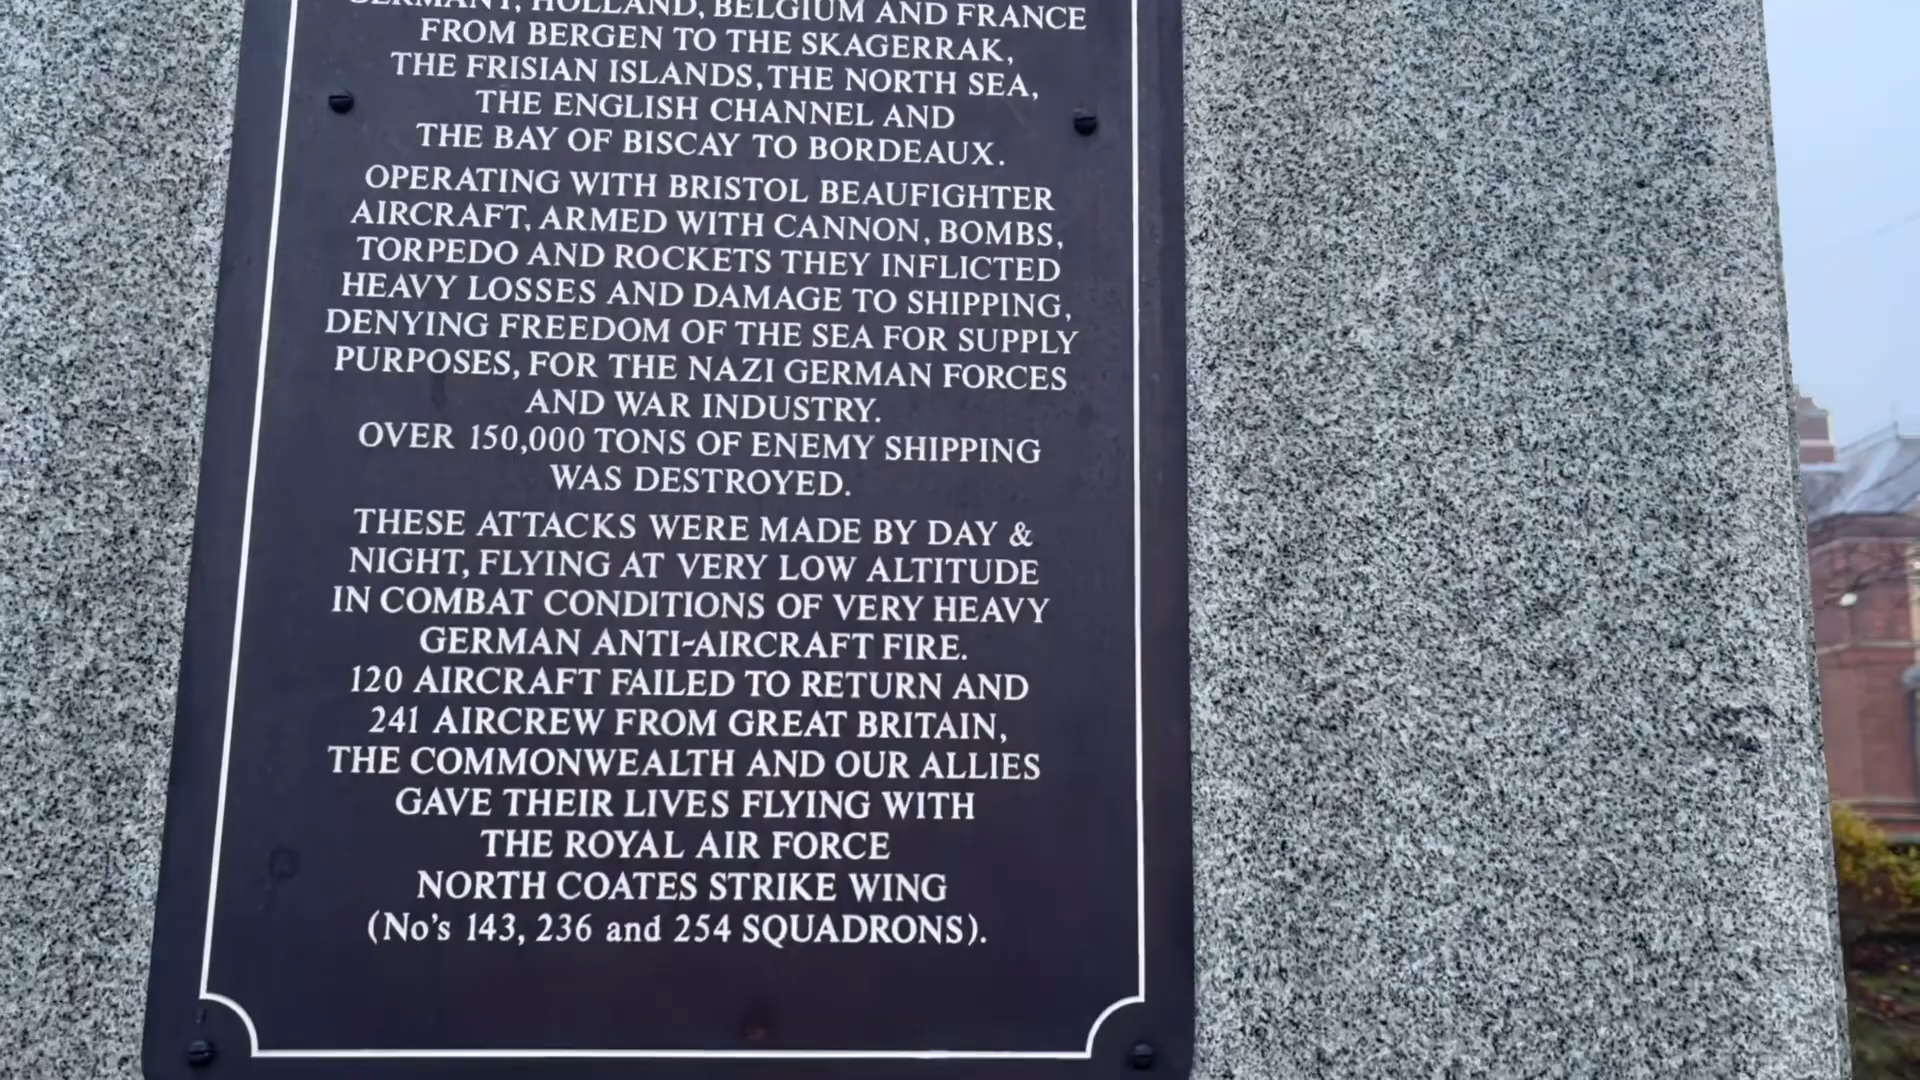 GERMANY, HOLLAND, BELGIUM AND FRANCE
FROM BERGEN TO THE SKAGERRAK,
THE FRISIAN ISLANDS, THE NORTH SEA,
THE ENGLISH CHANNEL AND
THE BAY OF BISCAY TO BORDEAUX.
OPERATING WITH BRISTOL BEAUFIGHTER
AIRCRAFT, ARMED WITH CANNON, BOMBS,
TORPEDO AND ROCKETS THEY INFLICTED
HEAVY LOSSES AND DAMAGE TO SHIPPING,
DENYING FREEDOM OF THE SEA FOR SUPPLY
PURPOSES, FOR THE NAZI GERMAN FORCES
AND WAR INDUSTRY.
OVER 150,000 TONS OF ENEMY SHIPPING
WAS DESTROYED.
THESE ATTACKS WERE MADE BY DAY &
NIGHT, FLYING AT VERY LOW ALTITUDE
IN COMBAT CONDITIONS OF VERY HEAVY
GERMAN ANTI-AIRCRAFT FIRE.
120 AIRCRAFT FAILED TO RETURN AND
241 AIRCREW FROM GREAT BRITAIN,
THE COMMONWEALTH AND OUR ALLIES
GAVE THEIR LIVES FLYING WITH
THE ROYAL AIR FORCE
NORTH COATES STRIKE WING
(No's 143, 236 and 254 SQUADRONS).